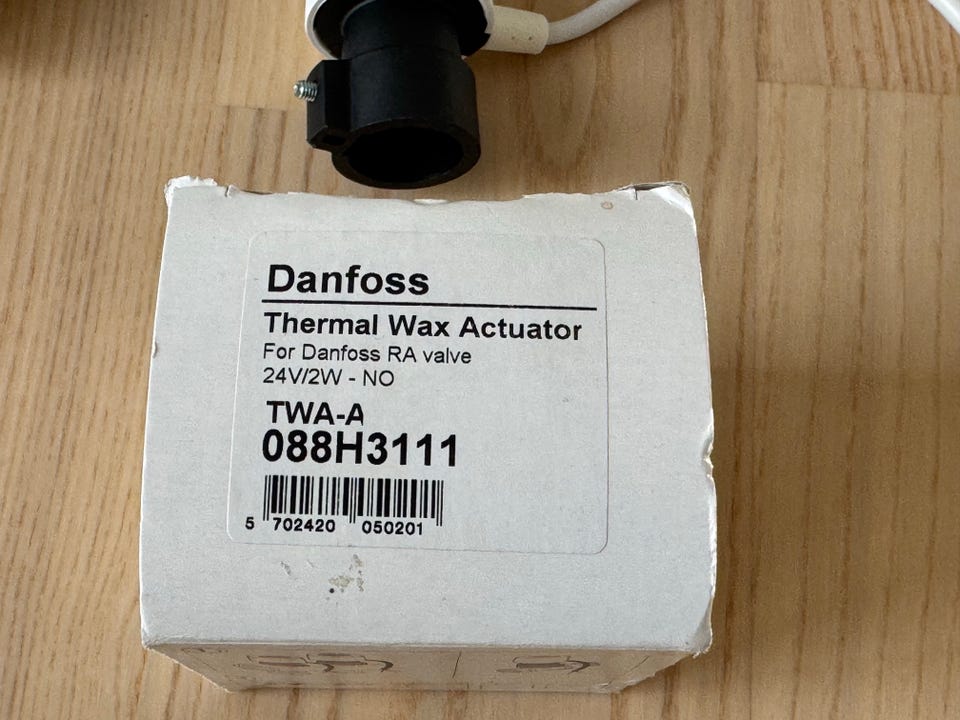 Danfoss
Thermal Wax Actuator
For Danfoss RA valve
24V/2W - NO
TWA-A
088H3111
5 702420 050201